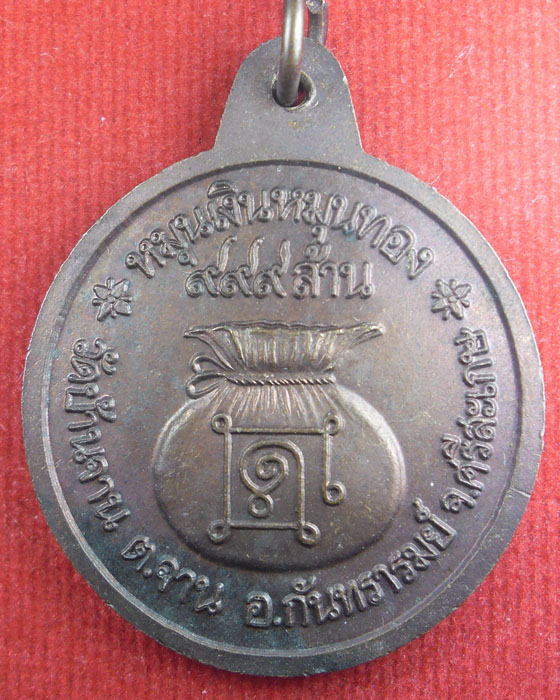 หมุนเงินหมุนทอง
๙๙๙ ล้าน
วัดบ้านจาน ต.จาน อ.กันทรารมย์ จ.ศรีสะเกษ